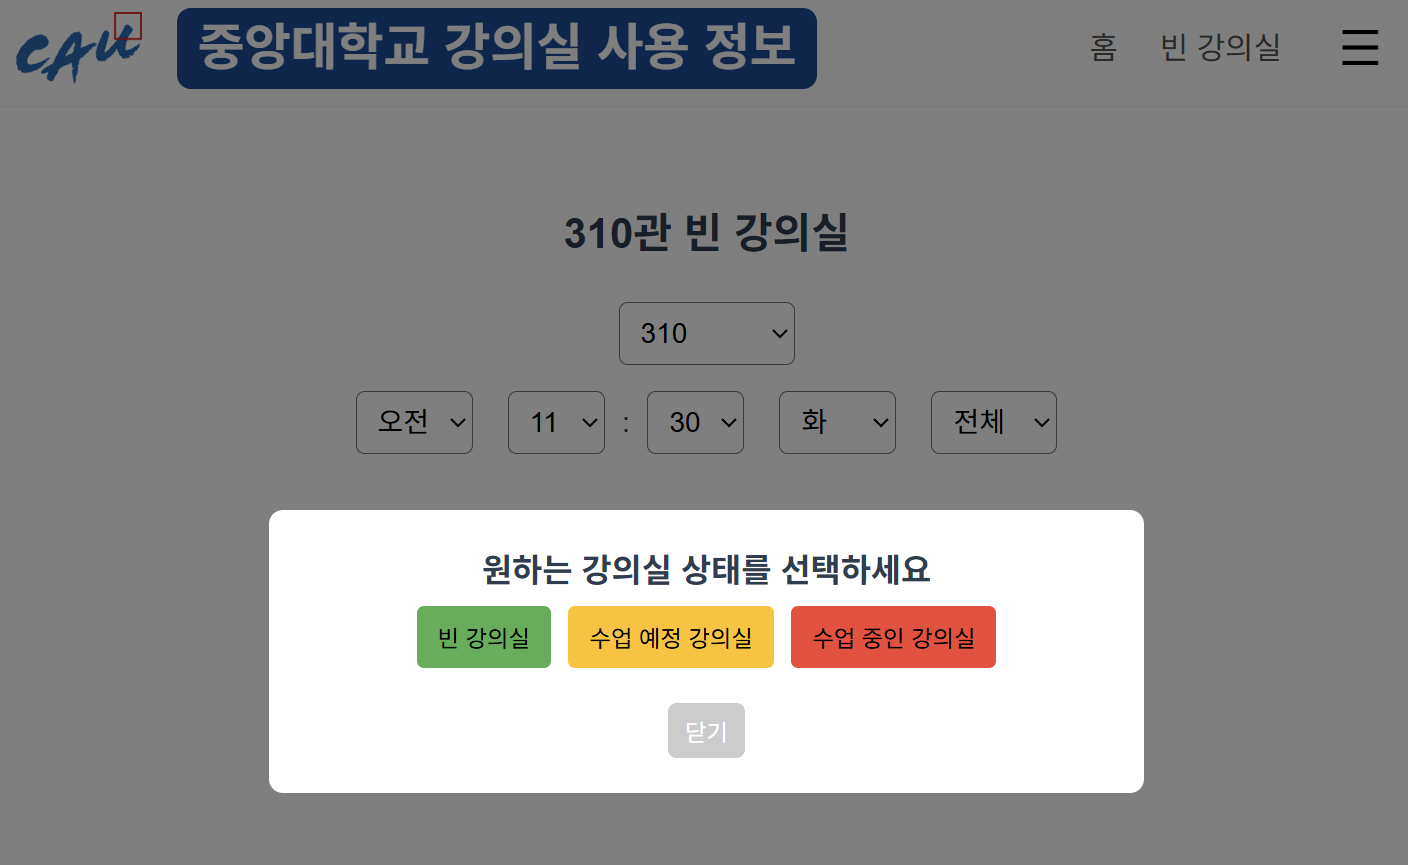 CAU 중앙대학교 강의실 사용 정보 홈 빈 강의실
310관 빈 강의실
310
오전 11 : 30 화 전체
원하는 강의실 상태를 선택하세요
빈 강의실 수업 예정 강의실 수업 중인 강의실
닫기